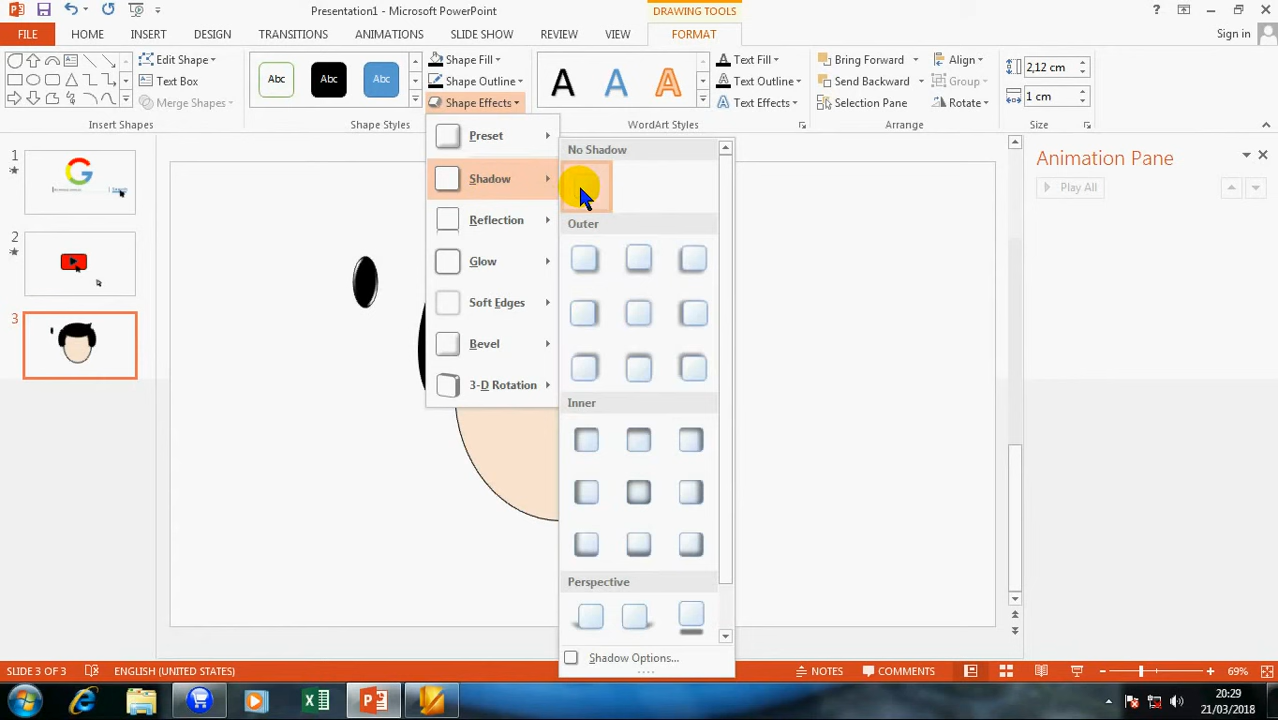 Presentation1 - Microsoft PowerPoint
DRAWING TOOLS
?
FILE
HOME
INSERT
DESIGN
TRANSITIONS
ANIMATIONS
SLIDE SHOW
REVIEW
VIEW
FORMAT
Sign in
Edit Shape
Text Box
Merge Shapes
Insert Shapes
Abc
Abc
Abc
Shape Styles
Shape Fill
Shape Outline
Shape Effects
A
A
A
WordArt Styles
Text Fill
Text Outline
Text Effects
Bring Forward
Send Backward
Selection Pane
Align
Group
Rotate
Arrange
2,12 cm
1 cm
Size
Preset
Shadow
Reflection
Glow
Soft Edges
Bevel
3-D Rotation
No Shadow
Outer
Inner
Perspective
Shadow Options...
Animation Pane
Play All
1
2
3
SLIDE 3 OF 3
ENGLISH (UNITED STATES)
NOTES
COMMENTS
69%
20:29
21/03/2018